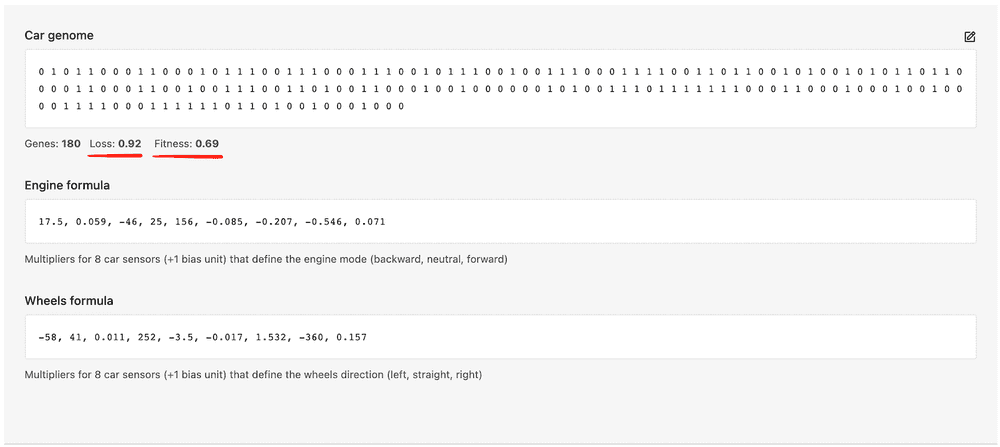 Car genome
0 1 0 1 1 0 0 0 1 1 0 0 0 1 0 1 1 1 0 0 1 1 1 0 0 0 1 1 1 0 0 1 0 1 1 1 0 0 1 0 0 1 1 1 0 0 0 1 1 1 1 0 0 1 1 0 1 1 0 0 1 0 1 0 0 1 0 1 0 1 1 0 1 1 0
0 0 0 1 1 0 0 0 1 1 0 0 1 0 0 1 1 1 0 0 1 1 0 1 0 0 1 1 0 0 0 1 0 0 1 0 0 0 0 0 0 1 0 1 0 0 1 1 1 0 1 1 1 1 1 1 1 0 0 0 1 1 0 0 0 1 0 0 0 1 0 0 1 0 0
0 0 1 1 1 1 0 0 0 1 1 1 1 1 1 0 1 1 0 1 0 0 1 0 0 0 1 0 0 0
Genes: 180 Loss: 0.92 Fitness: 0.69
Engine formula
17.5, 0.059, -46, 25, 156, -0.085, -0.207, -0.546, 0.071
Multipliers for 8 car sensors (+1 bias unit) that define the engine mode (backward, neutral, forward)
Wheels formula
-58, 41, 0.011, 252, -3.5, -0.017, 1.532, -360, 0.157
Multipliers for 8 car sensors (+1 bias unit) that define the wheels direction (left, straight, right)